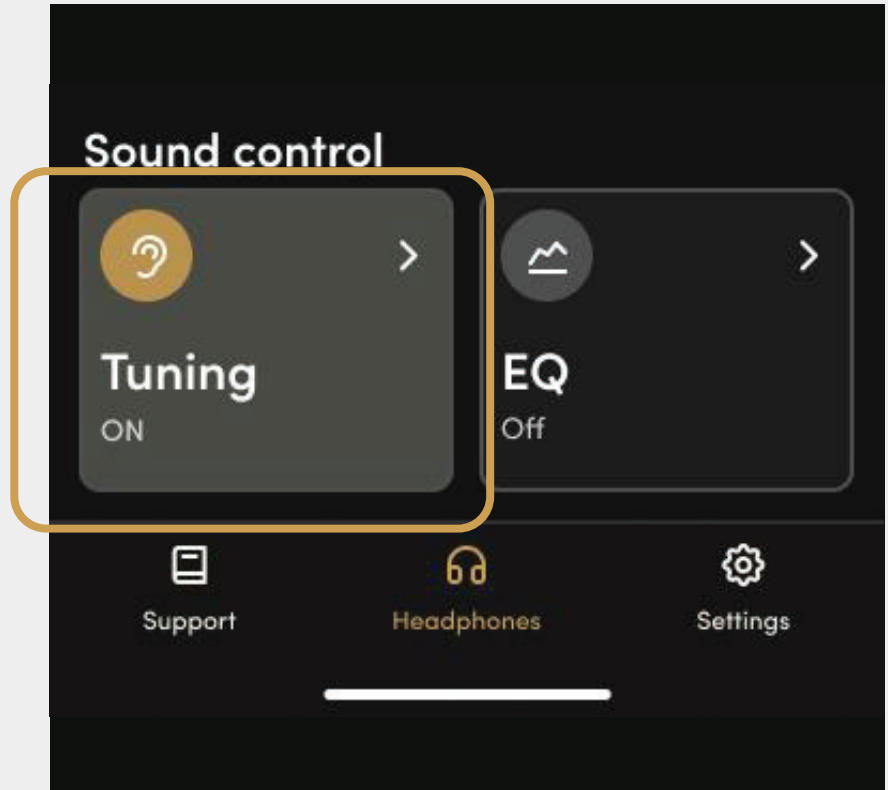 Sound control
Tuning
ON
EQ
Off
Support
Headphones
Settings